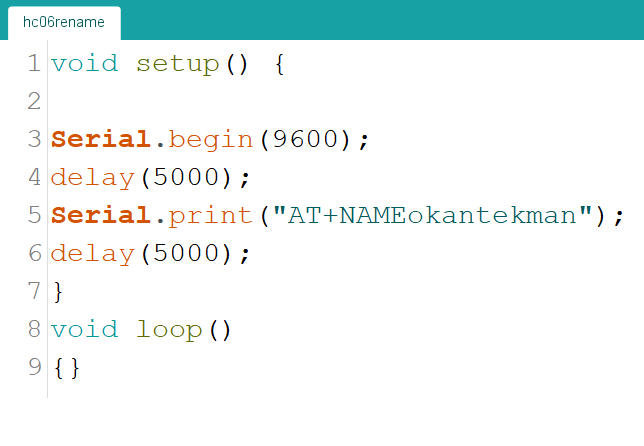 hc06rename
1 void setup() {
2
3 Serial.begin(9600);
4 delay(5000);
5 Serial.print("AT+NAMEokantekman");
6 delay(5000);
7 }
8 void loop()
9 {}